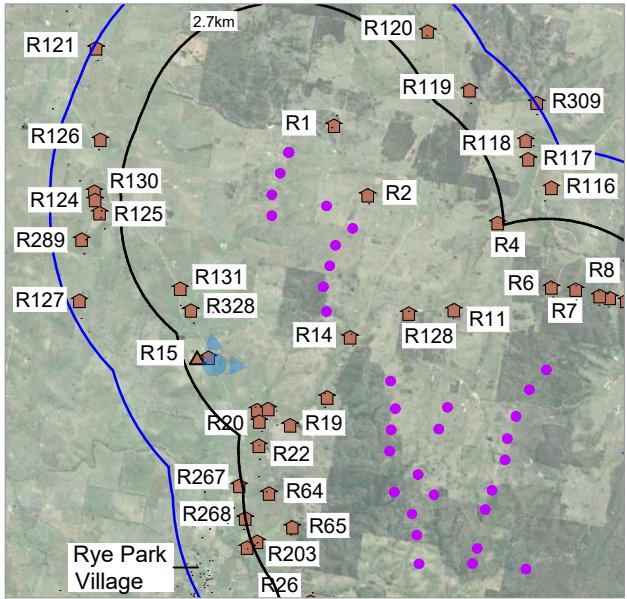 2.7km
R120
R121
R119
R309
R1
R126
R118
R117
R130
R116
R124
R2
R125
R4
R289
R131
R6
R8
R127
R7
R328
R11
R128
R14
R15
R20
R19
R22
R267
R64
R268
R65
R203
Rye Park
Village
R26